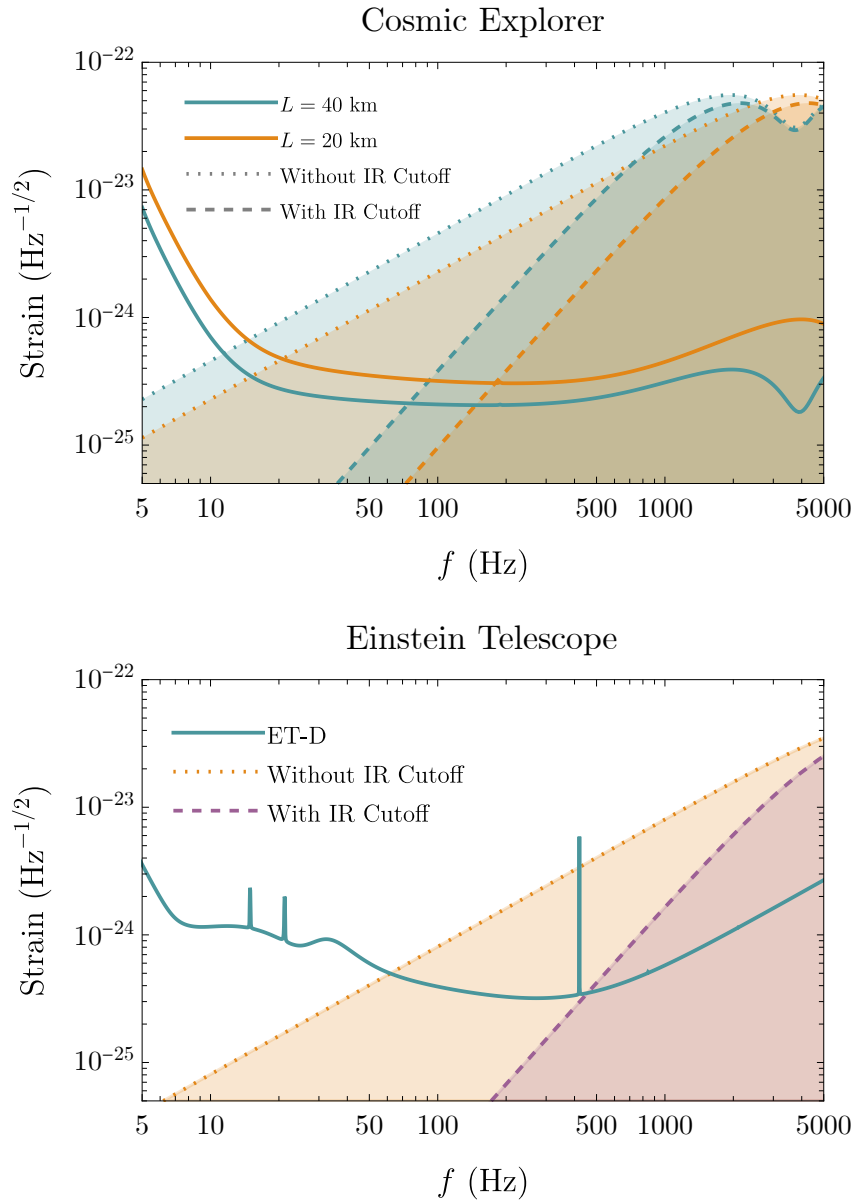 Cosmic Explorer
10⁻²²
10⁻²³
10⁻²⁴
10⁻²⁵
Strain (Hz⁻¹/²)
L = 40 km
L = 20 km
Without IR Cutoff
With IR Cutoff
5 10 50 100 500 1000 5000
f (Hz)
Einstein Telescope
10⁻²²
10⁻²³
10⁻²⁴
10⁻²⁵
Strain (Hz⁻¹/²)
ET-D
Without IR Cutoff
With IR Cutoff
5 10 50 100 500 1000 5000
f (Hz)